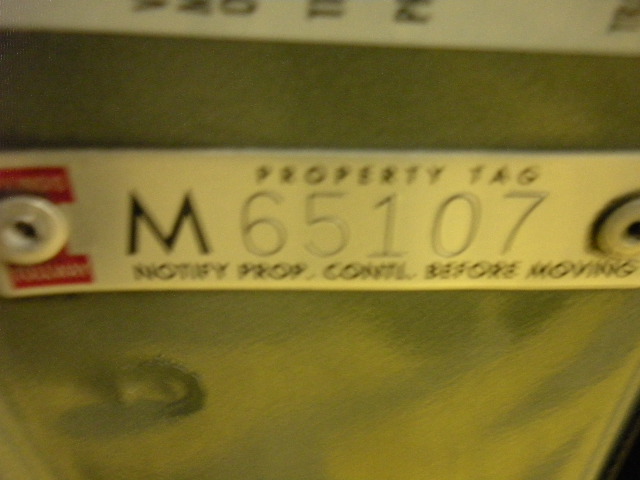 PROPERTY TAG
M 65107
NOTIFY PROP. CONTL. BEFORE MOVING